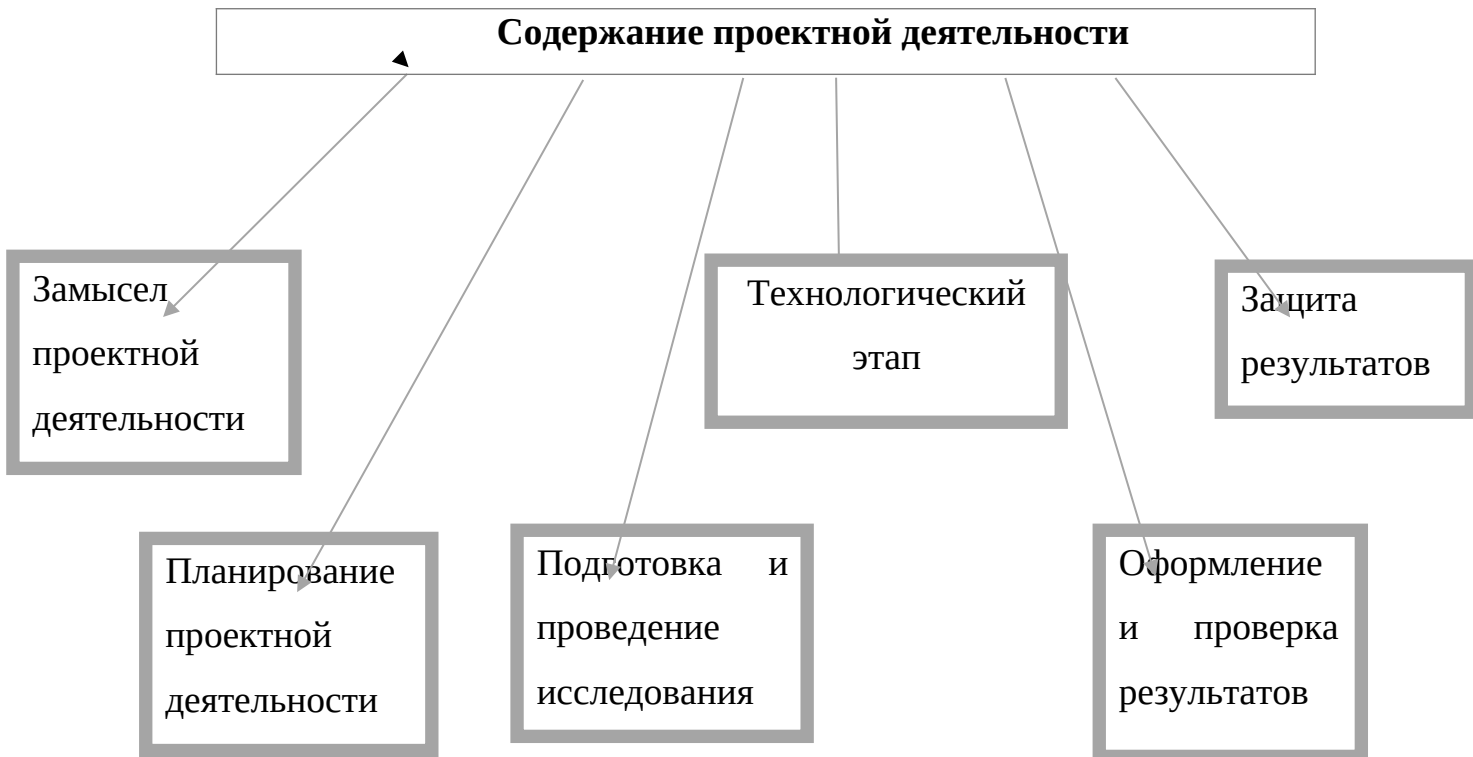 Содержание проектной деятельности
Замысел
проектной
деятельности
Технологический
этап
Защита
результатов
Планирование
проектной
деятельности
Подготовка и
проведение
исследования
Оформление
и проверка
результатов